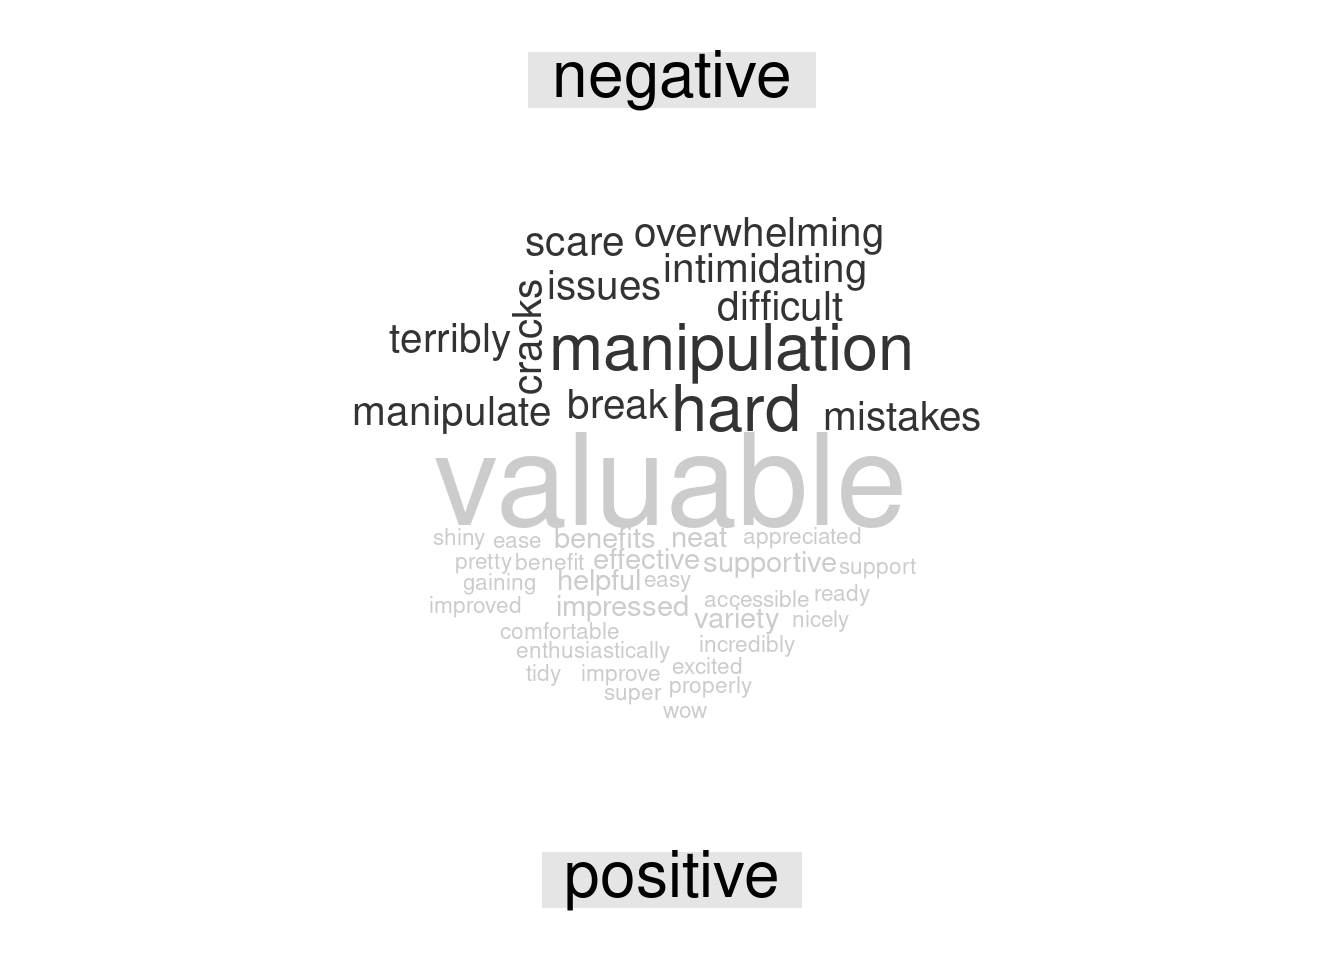 negative
scare overwhelming
issues intimidating
cracks difficult
terribly manipulation
manipulate break hard mistakes
valuable
shiny ease benefits neat appreciated
pretty benefit effective supportive support
gaining helpful easy
improved impressed accessible ready
variety nicely
comfortable
enthusiastically incredibly
tidy improve excited
super properly
wow
positive